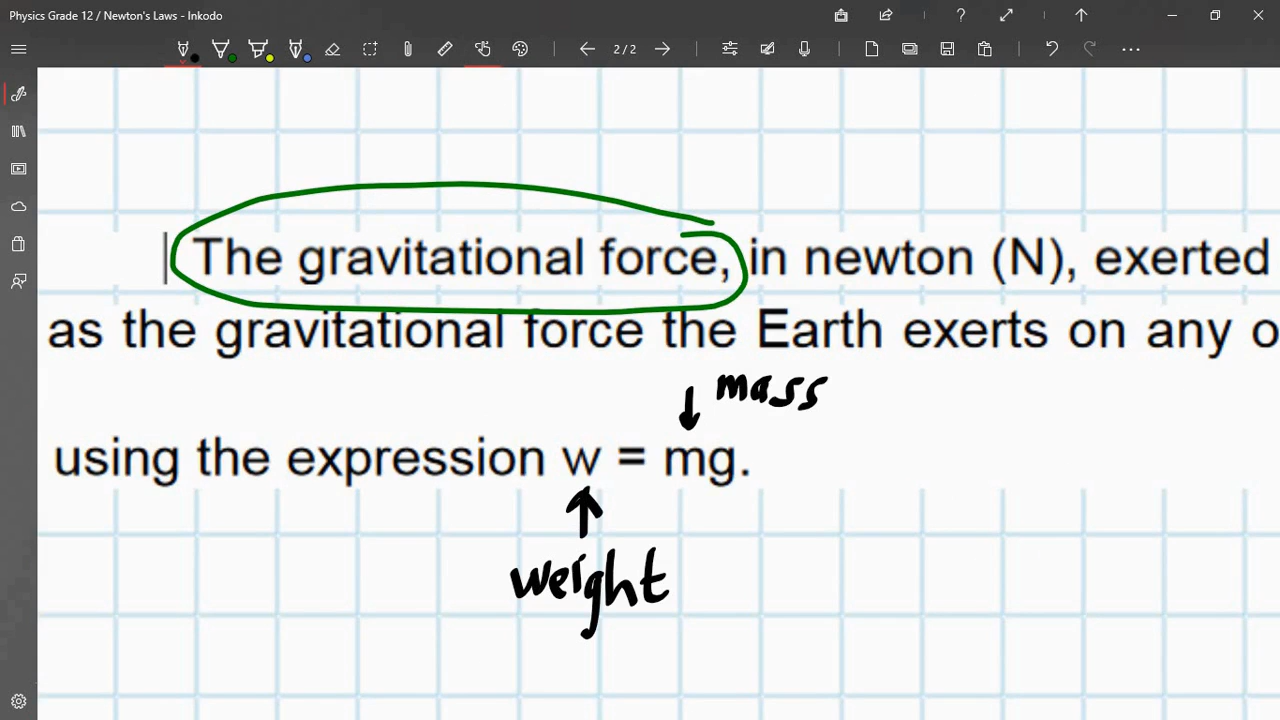 Physics Grade 12 / Newton's Laws - Inkodo
2/2
The gravitational force, in newton (N), exerted
as the gravitational force the Earth exerts on any o
mass
using the expression w = mg.
weight